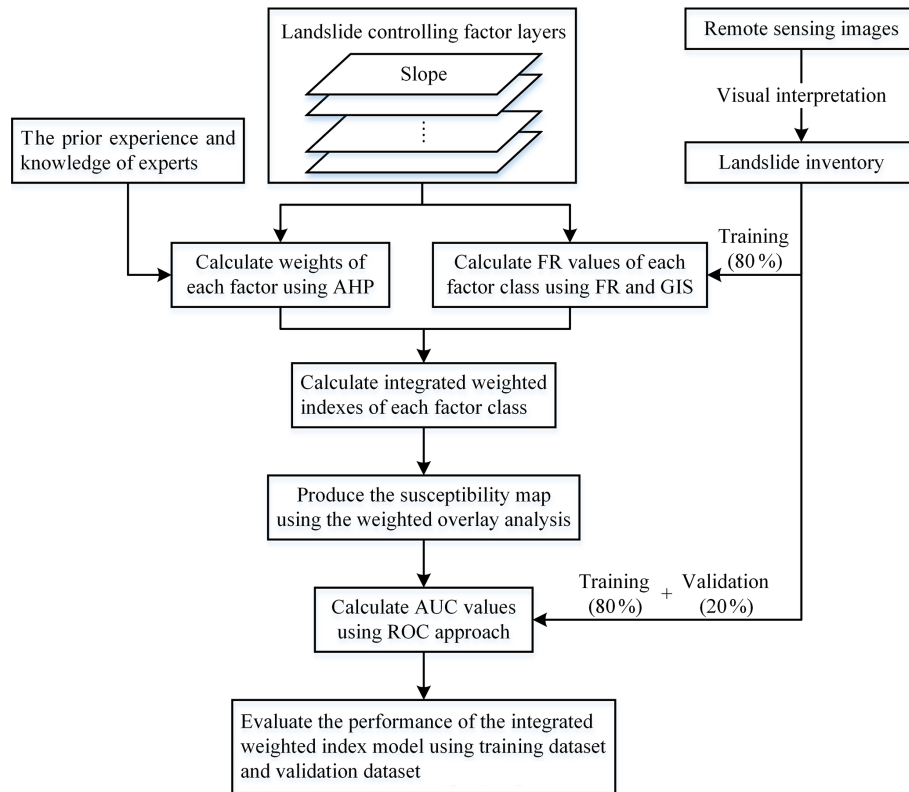 Landslide controlling factor layers
Slope
⋮
Remote sensing images
Visual interpretation
Landslide inventory
The prior experience and
knowledge of experts
Training
(80%)
Calculate weights of
each factor using AHP
Calculate FR values of each
factor class using FR and GIS
Calculate integrated weighted
indexes of each factor class
Produce the susceptibility map
using the weighted overlay analysis
Training + Validation
(80%) (20%)
Calculate AUC values
using ROC approach
Evaluate the performance of the integrated
weighted index model using training dataset
and validation dataset